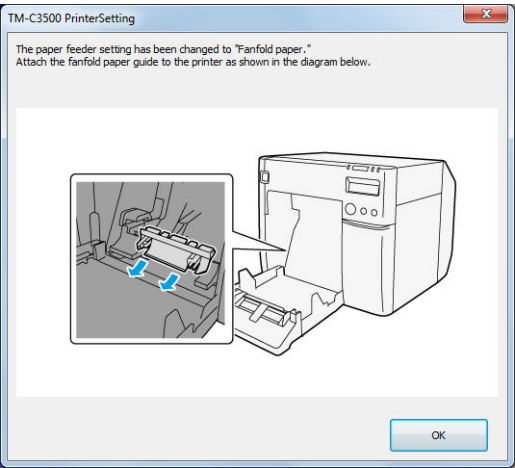 TM-C3500 PrinterSetting
The paper feeder setting has been changed to "Fanfold paper."
Attach the fanfold paper guide to the printer as shown in the diagram below.
OK